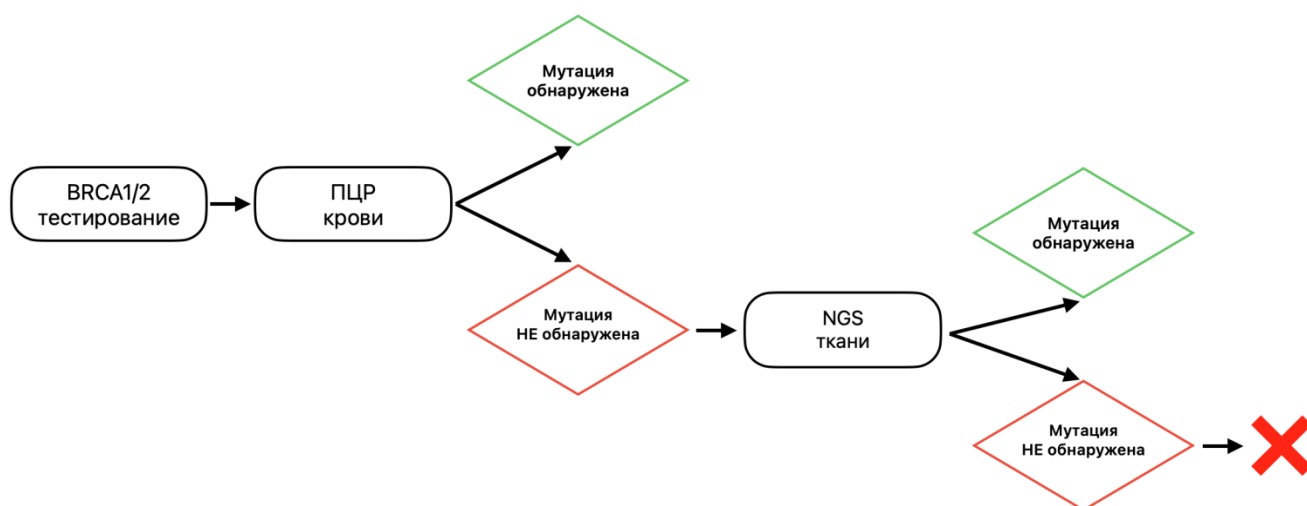 BRCA1/2
тестирование
ПЦР
крови
Мутация
обнаружена
Мутация
НЕ обнаружена
NGS
ткани
Мутация
обнаружена
Мутация
НЕ обнаружена